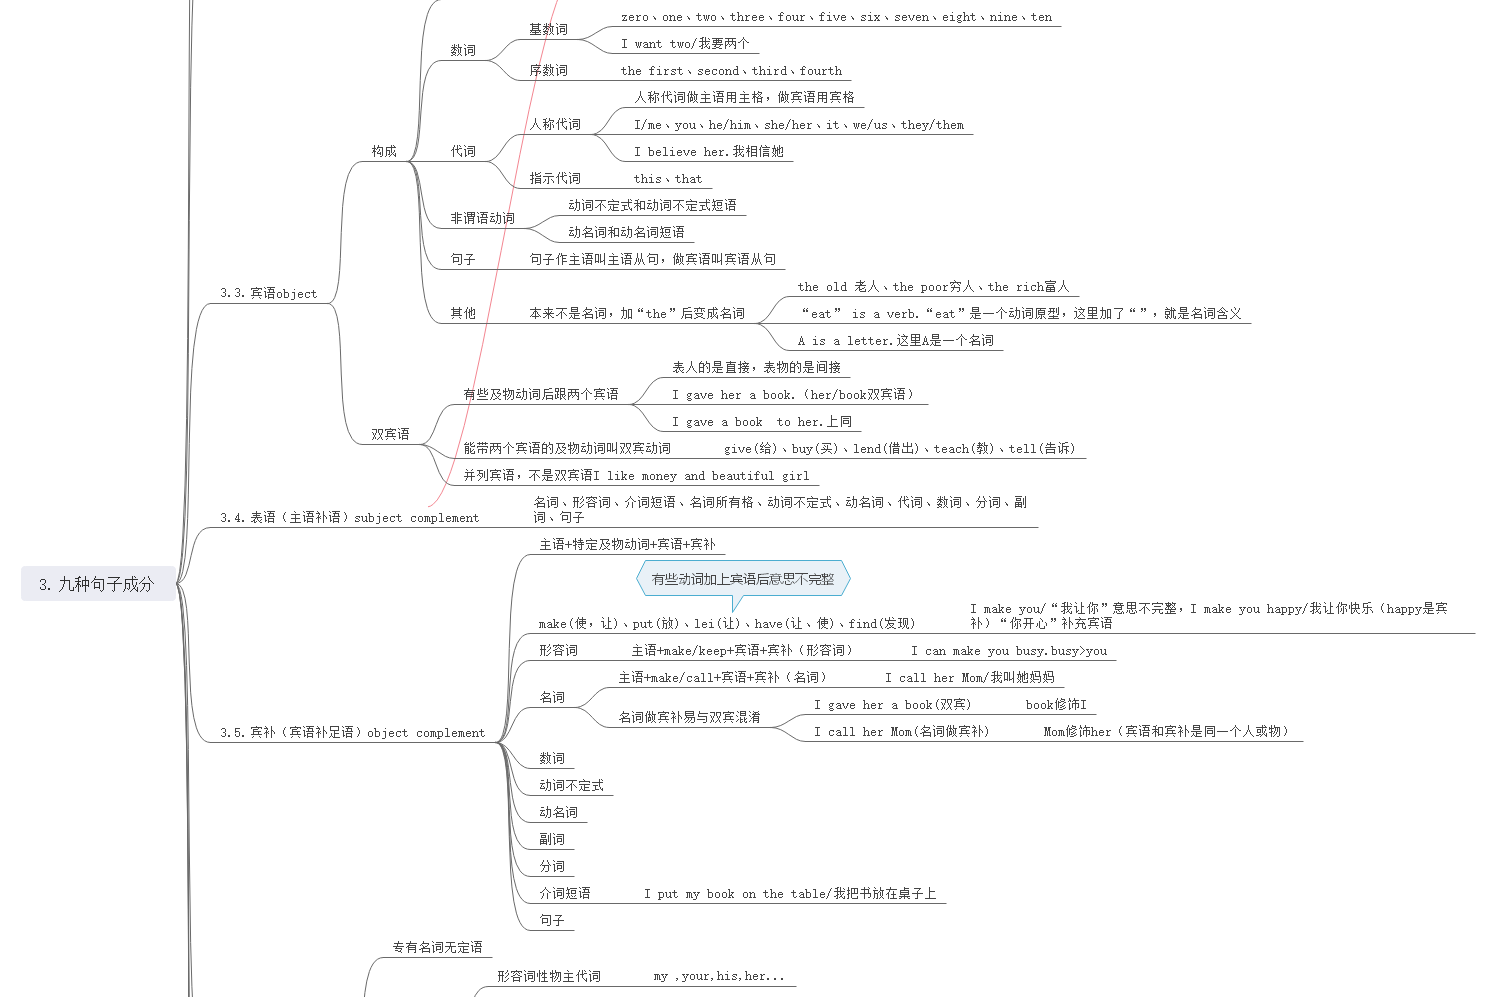 zero、one、two、three、four、five、six、seven、eight、nine、ten
基数词
I want two/我要两个
数词
序数词
the first、second、third、fourth
人称代词做主语用主格，做宾语用宾格
人称代词
I/me、you、he/him、she/her、it、we/us、they/them
构成
代词
I believe her.我相信她
指示代词
this、that
动词不定式和动词不定式短语
非谓语动词
动名词和动名词短语
句子
句子作主语叫主语从句，做宾语叫宾语从句
the old 老人、the poor穷人、the rich富人
3.3. 宾语object
其他
本来不是名词，加“the”后变成名词
“eat” is a verb.“eat”是一个动词原型，这里加了“”，就是名词含义
A is a letter.这里A是一个名词
表人的是直接，表物的是间接
有些及物动词后跟两个宾语
I gave her a book.（her/book双宾语）
I gave a book  to her.上同
双宾语
能带两个宾语的及物动词叫双宾动词
give(给)、buy(买)、lend(借出)、teach(教)、tell(告诉)
并列宾语，不是双宾语I like money and beautiful girl
3.4. 表语（主语补语）subject complement
名词、形容词、介词短语、名词所有格、动词不定式、动名词、代词、数词、分词、副
词、句子
主语+特定及物动词+宾语+宾补
3. 九种句子成分
有些动词加上宾语后意思不完整
make(使，让)、put(放)、lei(让)、have(让、使)、find(发现)
I make you/“我让你”意思不完整，I make you happy/我让你快乐（happy是宾
补）“你开心”补充宾语
形容词
主语+make/keep+宾语+宾补（形容词）
I can make you busy.busy>you
主语+make/call+宾语+宾补（名词）
I call her Mom/我叫她妈妈
名词
名词做宾补易与双宾混淆
I gave her a book(双宾)
book修饰I
3.5. 宾补（宾语补足语）object complement
I call her Mom(名词做宾补)
Mom修饰her（宾语和宾补是同一个人或物）
数词
动词不定式
动名词
副词
分词
介词短语
I put my book on the table/我把书放在桌子上
句子
专有名词无定语
形容词性物主代词
my ,your,his,her...